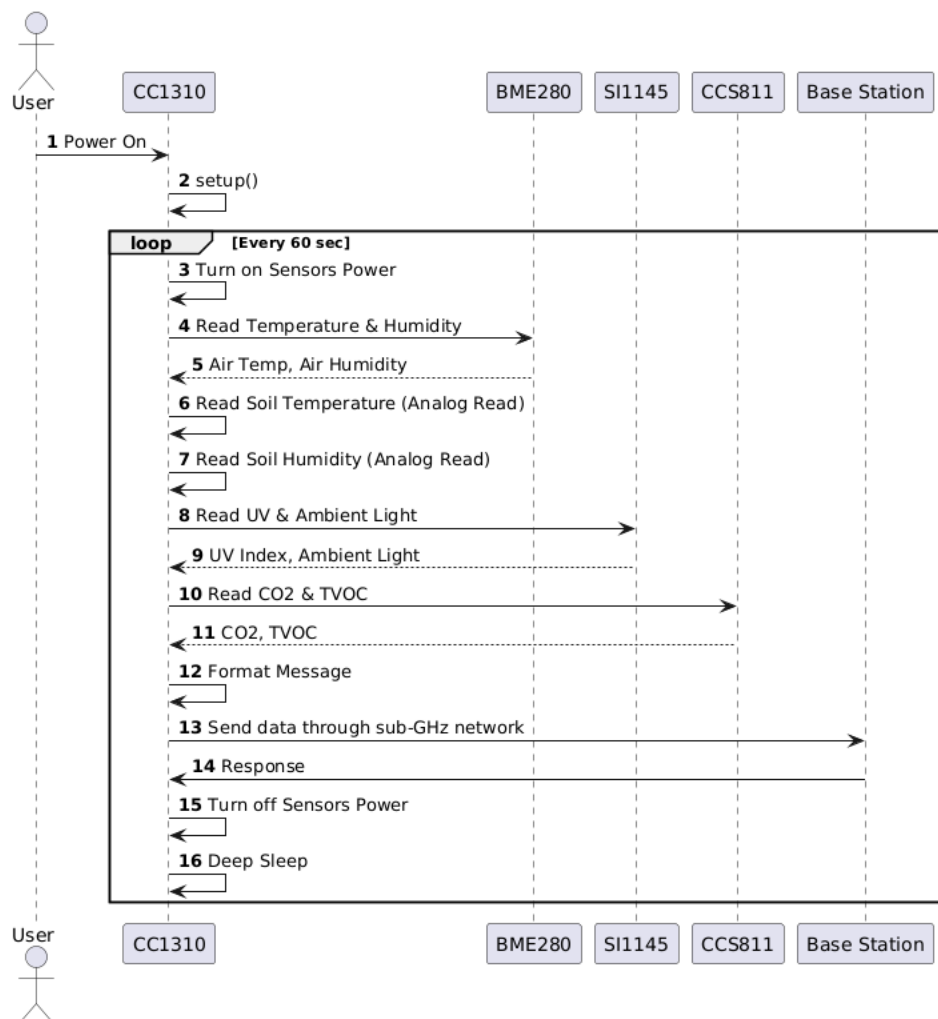 User
CC1310
BME280
SI1145
CCS811
Base Station
1 Power On
2 setup()
loop [Every 60 sec]
3 Turn on Sensors Power
4 Read Temperature & Humidity
5 Air Temp, Air Humidity
6 Read Soil Temperature (Analog Read)
7 Read Soil Humidity (Analog Read)
8 Read UV & Ambient Light
9 UV Index, Ambient Light
10 Read CO2 & TVOC
11 CO2, TVOC
12 Format Message
13 Send data through sub-GHz network
14 Response
15 Turn off Sensors Power
16 Deep Sleep
User
CC1310
BME280
SI1145
CCS811
Base Station